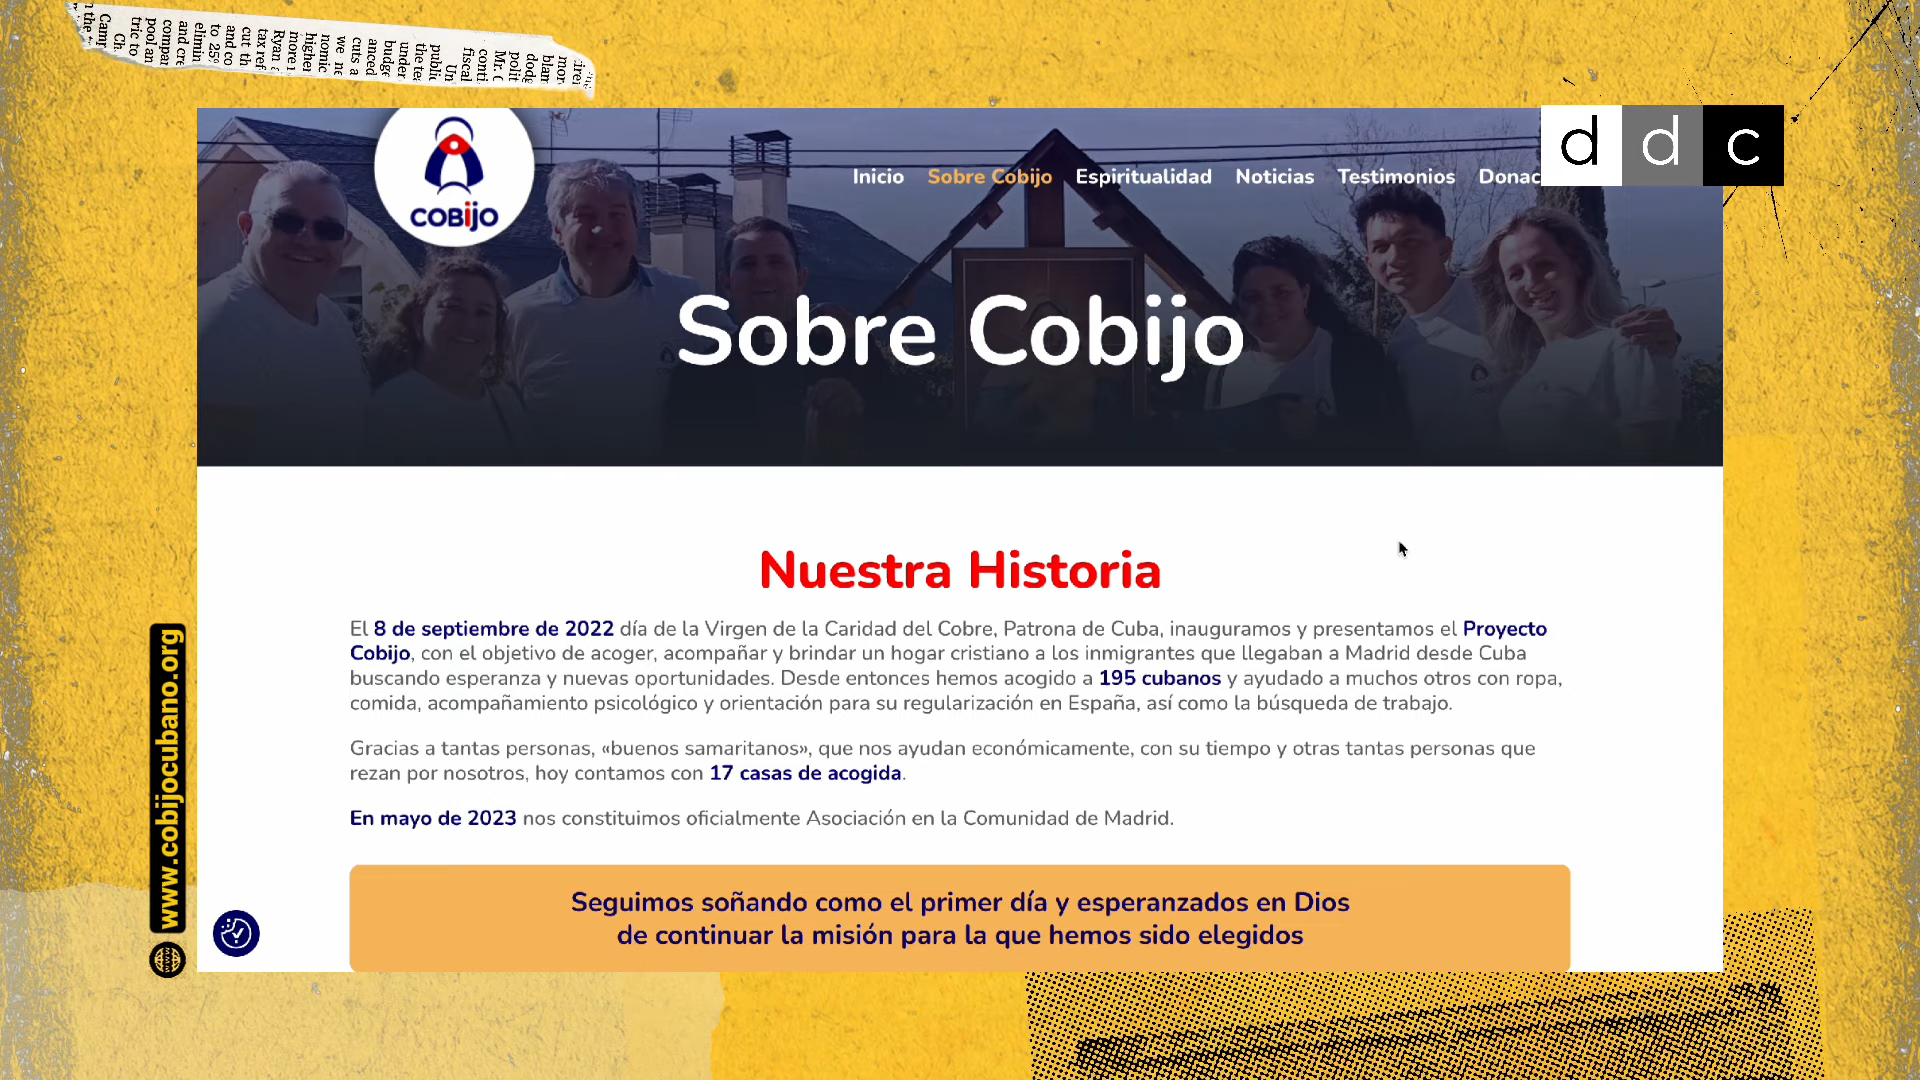 ddc
COBIJO
Inicio Sobre Cobijo Espiritualidad Noticias Testimonios
Sobre Cobijo
Nuestra Historia
El 8 de septiembre de 2022 día de la Virgen de la Caridad del Cobre, Patrona de Cuba, inauguramos y presentamos el Proyecto
Cobijo, con el objetivo de acoger, acompañar y brindar un hogar cristiano a los inmigrantes que llegaban a Madrid desde Cuba
buscando esperanza y nuevas oportunidades. Desde entonces hemos acogido a 195 cubanos y ayudado a muchos otros con ropa,
comida, acompañamiento psicológico y orientación para su regularización en España, así como la búsqueda de trabajo.
Gracias a tantas personas, «buenos samaritanos», que nos ayudan económicamente, con su tiempo y otras tantas personas que
rezan por nosotros, hoy contamos con 17 casas de acogida.
En mayo de 2023 nos constituimos oficialmente Asociación en la Comunidad de Madrid.
Seguimos soñando como el primer día y esperanzados en Dios
de continuar la misión para la que hemos sido elegidos
www.cobijocubano.org